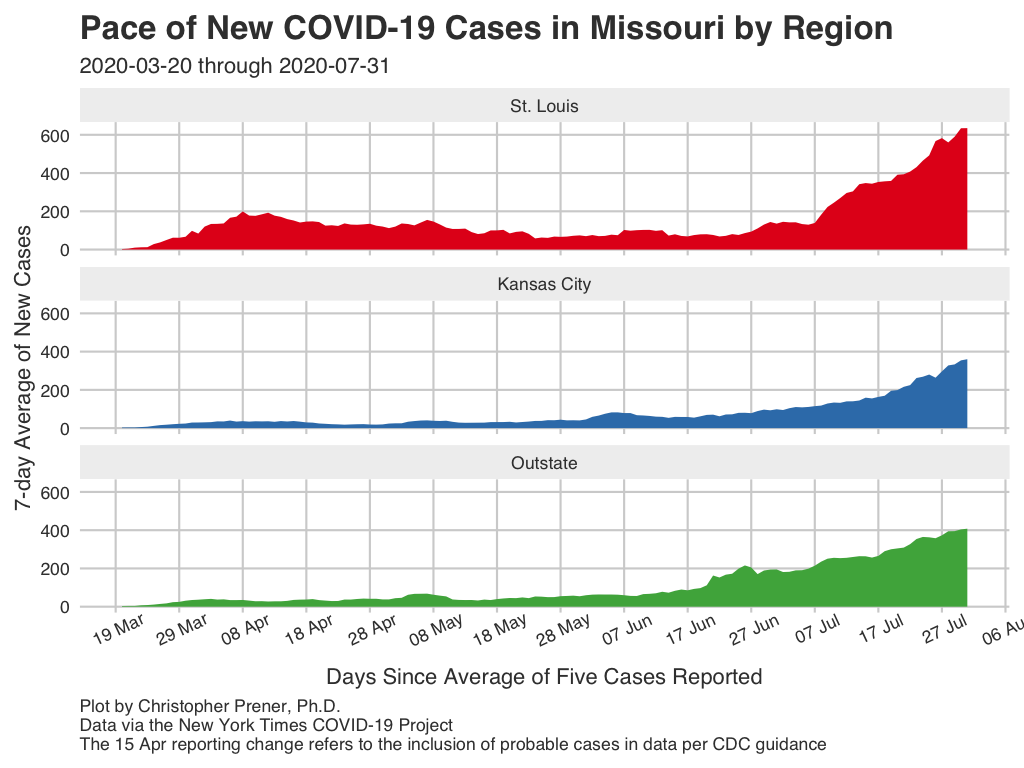 Pace of New COVID-19 Cases in Missouri by Region
2020-03-20 through 2020-07-31
St. Louis
600
400
200
0
Kansas City
600
400
200
0
Outstate
600
400
200
0
7-day Average of New Cases
19 Mar
29 Mar
08 Apr
18 Apr
28 Apr
08 May
18 May
28 May
07 Jun
17 Jun
27 Jun
07 Jul
17 Jul
27 Jul
06 Au
Days Since Average of Five Cases Reported
Plot by Christopher Prener, Ph.D.
Data via the New York Times COVID-19 Project
The 15 Apr reporting change refers to the inclusion of probable cases in data per CDC guidance